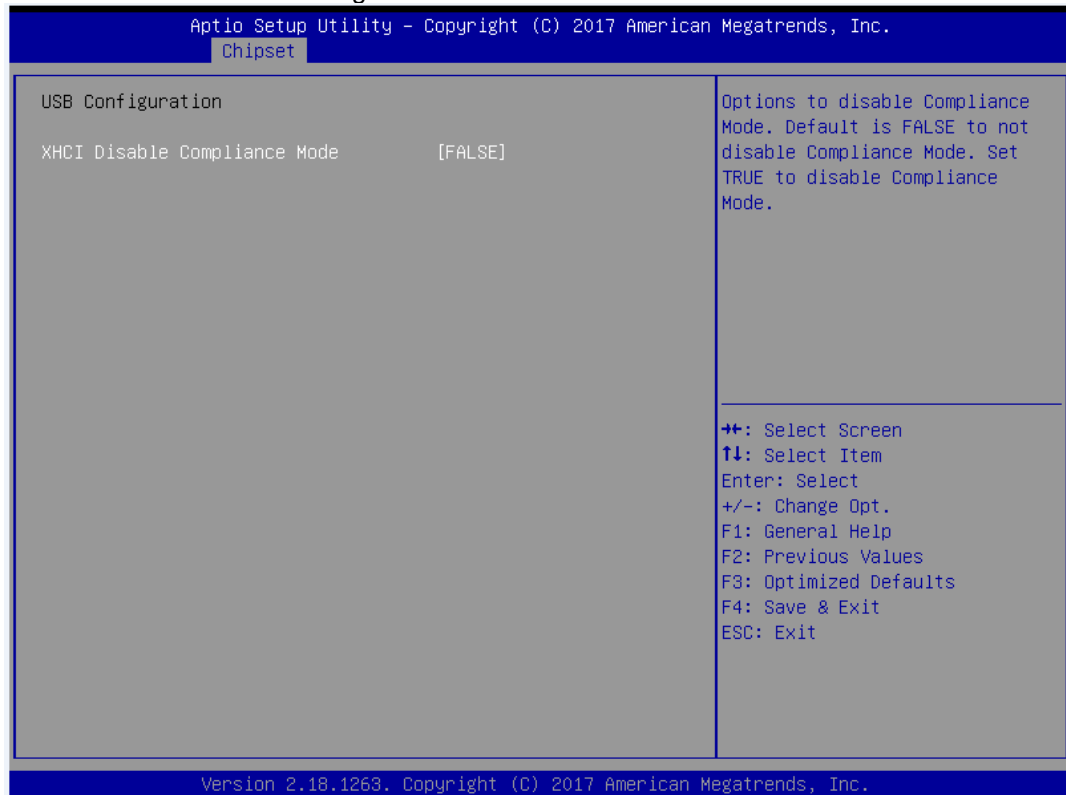 Aptio Setup Utility – Copyright (C) 2017 American Megatrends, Inc.
Chipset
USB Configuration
XHCI Disable Compliance Mode [FALSE]
Options to disable Compliance
Mode. Default is FALSE to not
disable Compliance Mode. Set
TRUE to disable Compliance
Mode.
→←: Select Screen
↑↓: Select Item
Enter: Select
+/-: Change Opt.
F1: General Help
F2: Previous Values
F3: Optimized Defaults
F4: Save & Exit
ESC: Exit
Version 2.18.1263. Copyright (C) 2017 American Megatrends, Inc.